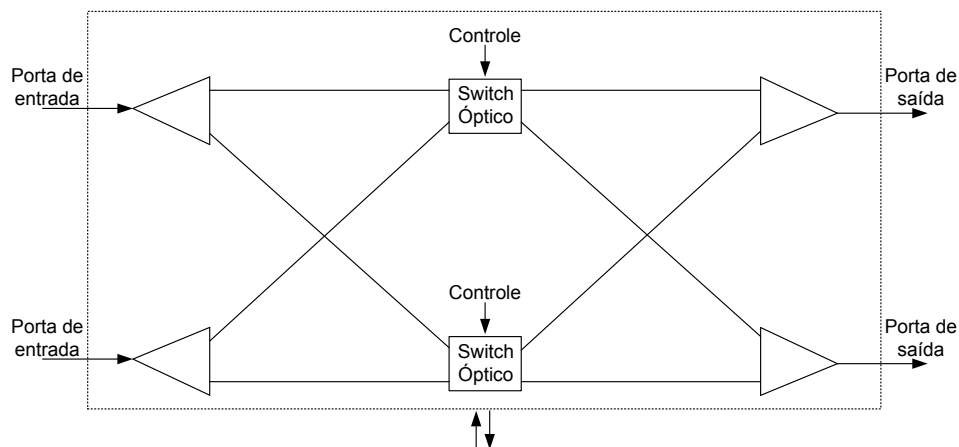 Controle
Porta de
entrada
Switch
Óptico
Porta de
saída
Controle
Porta de
entrada
Switch
Óptico
Porta de
saída